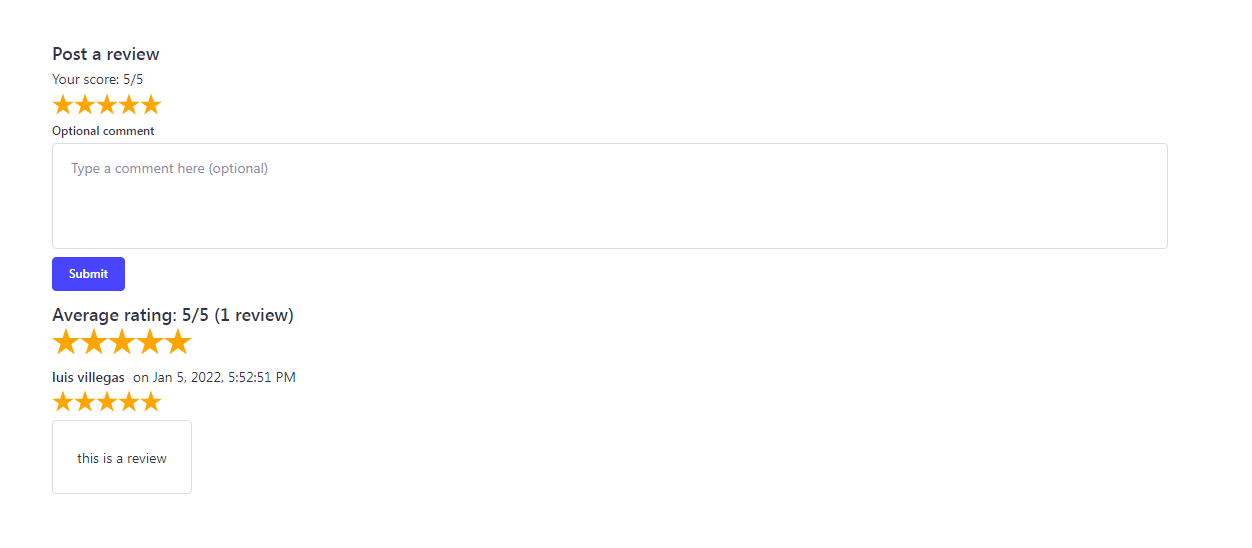 Post a review
Your score: 5/5
Optional comment
Type a comment here (optional)
Submit
Average rating: 5/5 (1 review)
luis villegas on Jan 5, 2022, 5:52:51 PM
this is a review